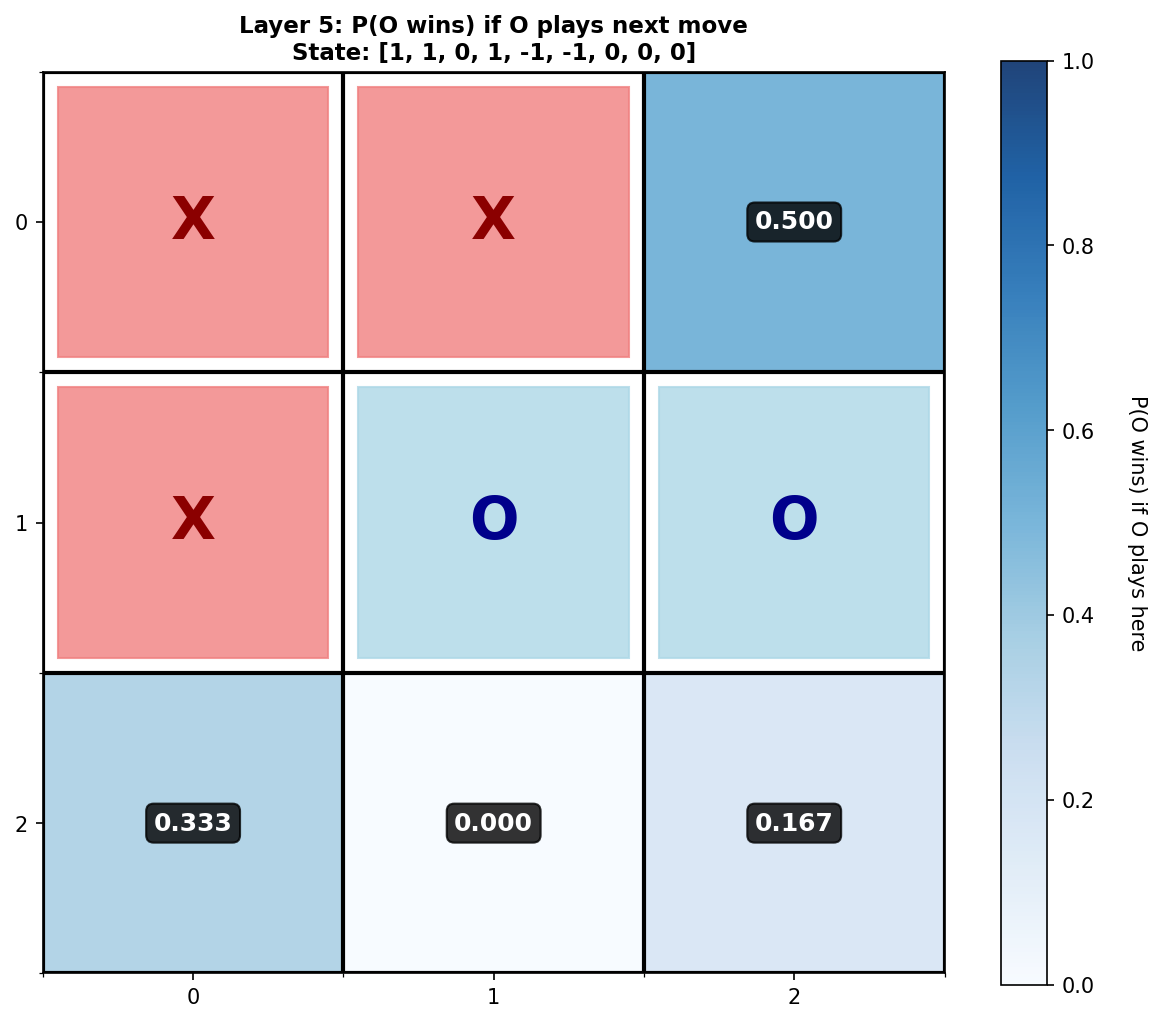 Layer 5: P(O wins) if O plays next move
State: [1, 1, 0, 1, -1, -1, 0, 0, 0]
0
X
X
0.500
1
X
O
O
2
0.333
0.000
0.167
0
1
2
1.0
0.8
0.6
0.4
0.2
0.0
P(O wins) if O plays here